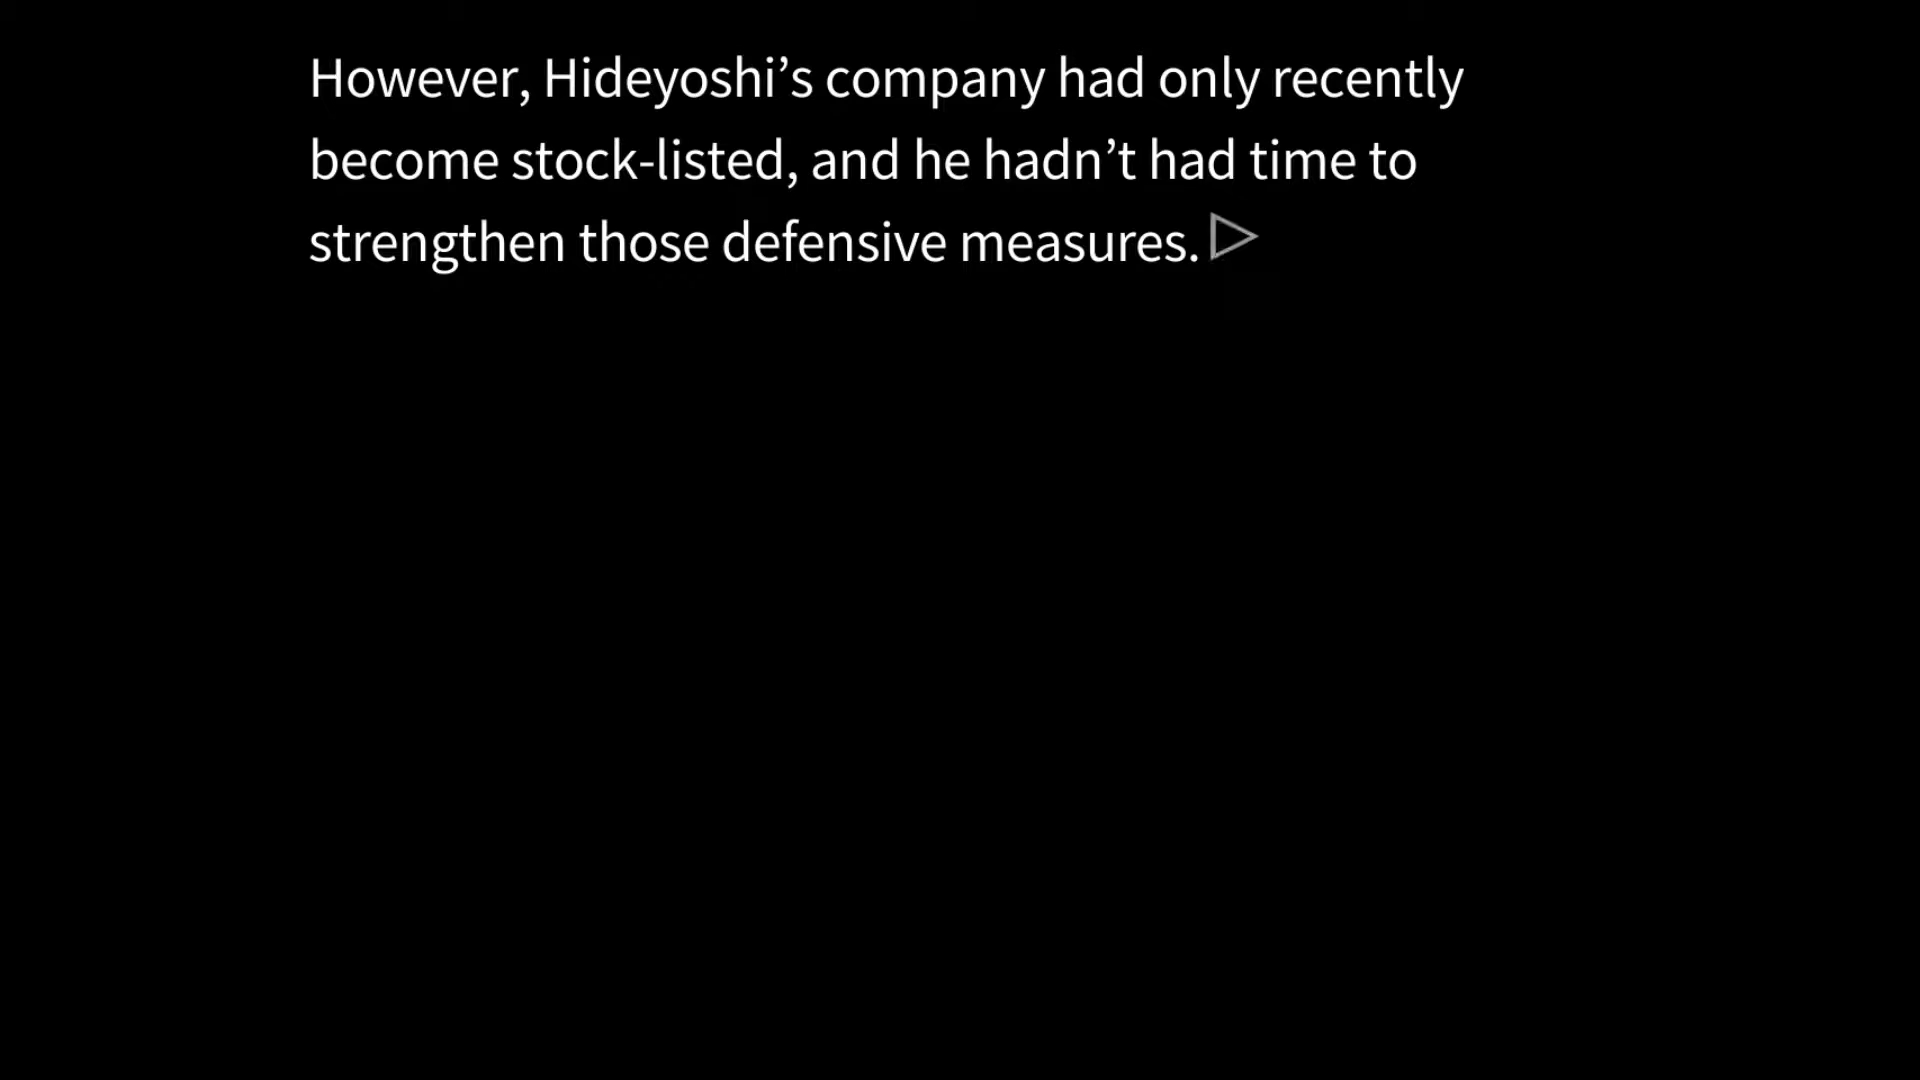 However, Hideyoshi’s company had only recently
become stock-listed, and he hadn’t had time to
strengthen those defensive measures.